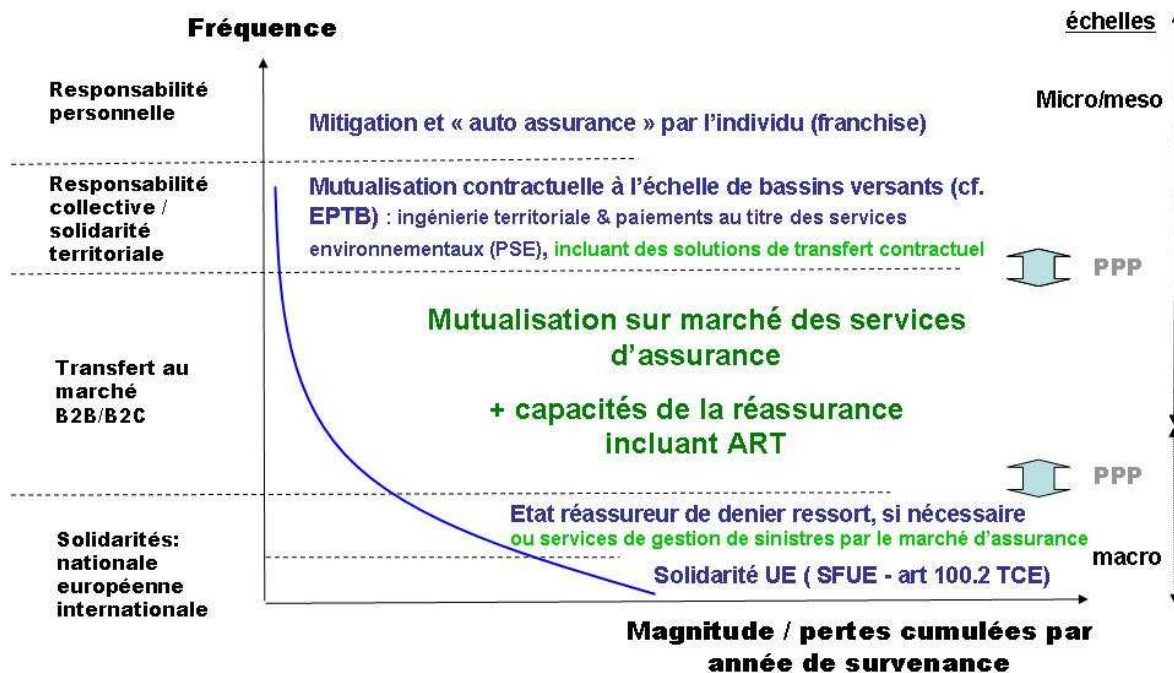 Fréquence
échelles
Responsabilité
personnelle
Micro/meso
Mitigation et « auto assurance » par l'individu (franchise)
Responsabilité
collective /
solidarité
territoriale
Mutualisation contractuelle à l'échelle de bassins versants (cf.
EPTB) : ingénierie territoriale & paiements au titre des services
environnementaux (PSE), incluant des solutions de transfert contractuel
PPP
Transfert au
marché
B2B/B2C
Mutualisation sur marché des services
d'assurance
+ capacités de la réassurance
incluant ART
PPP
Solidarités:
nationale
européenne
internationale
Etat réassureur de denier ressort, si nécessaire
ou services de gestion de sinistres par le marché d'assurance
macro
Solidarité UE ( SFUE - art 100.2 TCE)
Magnitude / pertes cumulées par
année de survenance